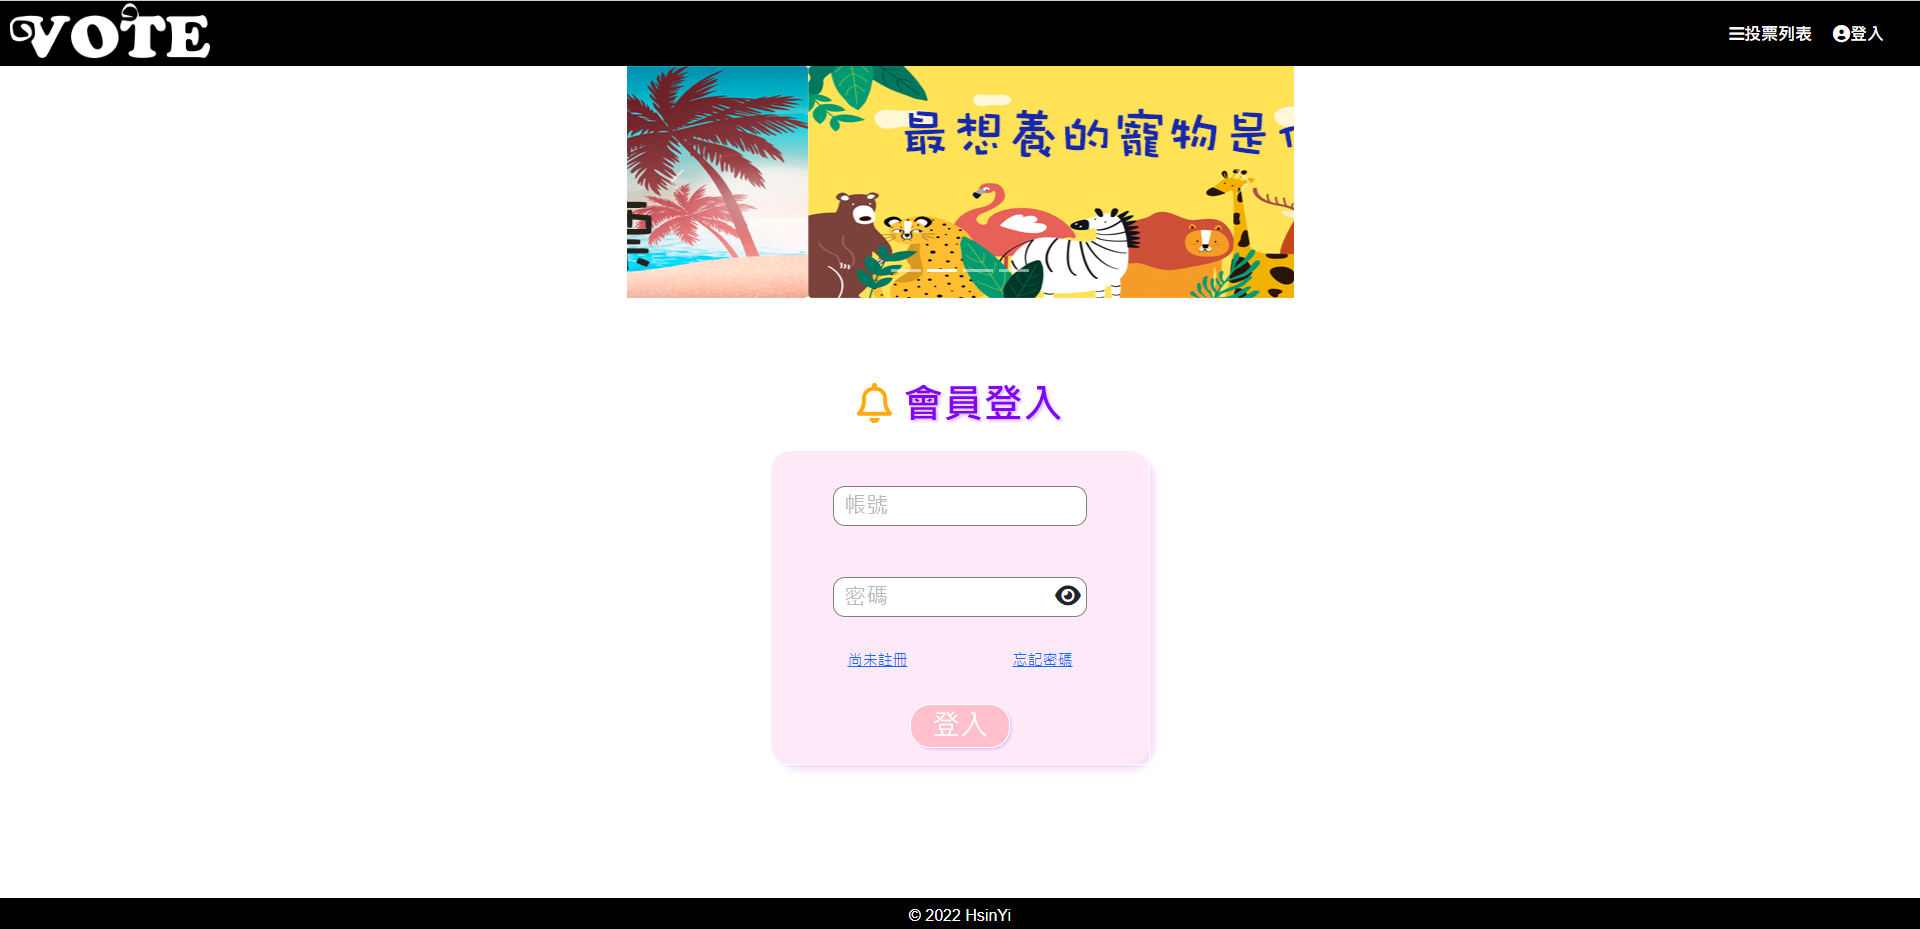 VOTE
投票列表
登入
最想養的寵物是
會員登入
帳號
密碼
尚未註冊
忘記密碼
登入
© 2022 HsinYi